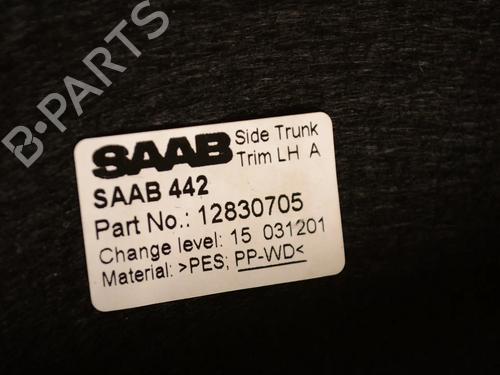 B-PARTS
SAAB Side Trunk
Trim LH A
SAAB 442
Part No.: 12830705
Change level: 15 031201
Material: >PES; PP-WD<